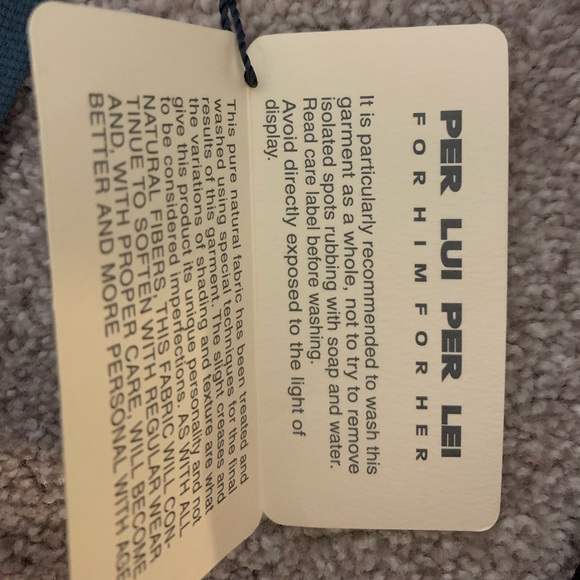 PER LUI PER LEI
FOR HIM FOR HER
It is particularly recommended to wash this
garment as a whole, not to try to remove
isolated spots rubbing with soap and water.
Read care label before washing.
Avoid directly exposed to the light of
display.
This pure natural fabric has been treated and
washed using special techniques for the final
results of this garment. The slight creases and
the variations of shading and texture are what
give this product its unique personality and not
to be considered imperfections. AS WITH ALL
NATURAL FIBERS, THIS FABRIC WILL CON-
TINUE TO SOFTEN WITH REGULAR WEAR
AND, WITH PROPER CARE, WILL BECOME
BETTER AND MORE PERSONAL WITH AGE